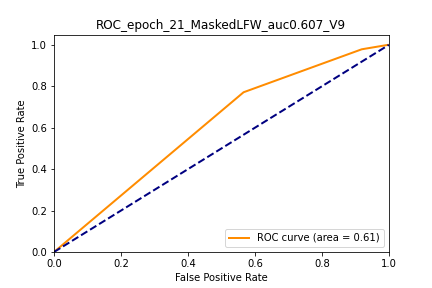 ROC_epoch_21_MaskedLFW_auc0.607_V9
True Positive Rate
1.0
0.8
0.6
0.4
0.2
0.0
ROC curve (area = 0.61)
0.0 0.2 0.4 0.6 0.8 1.0
False Positive Rate